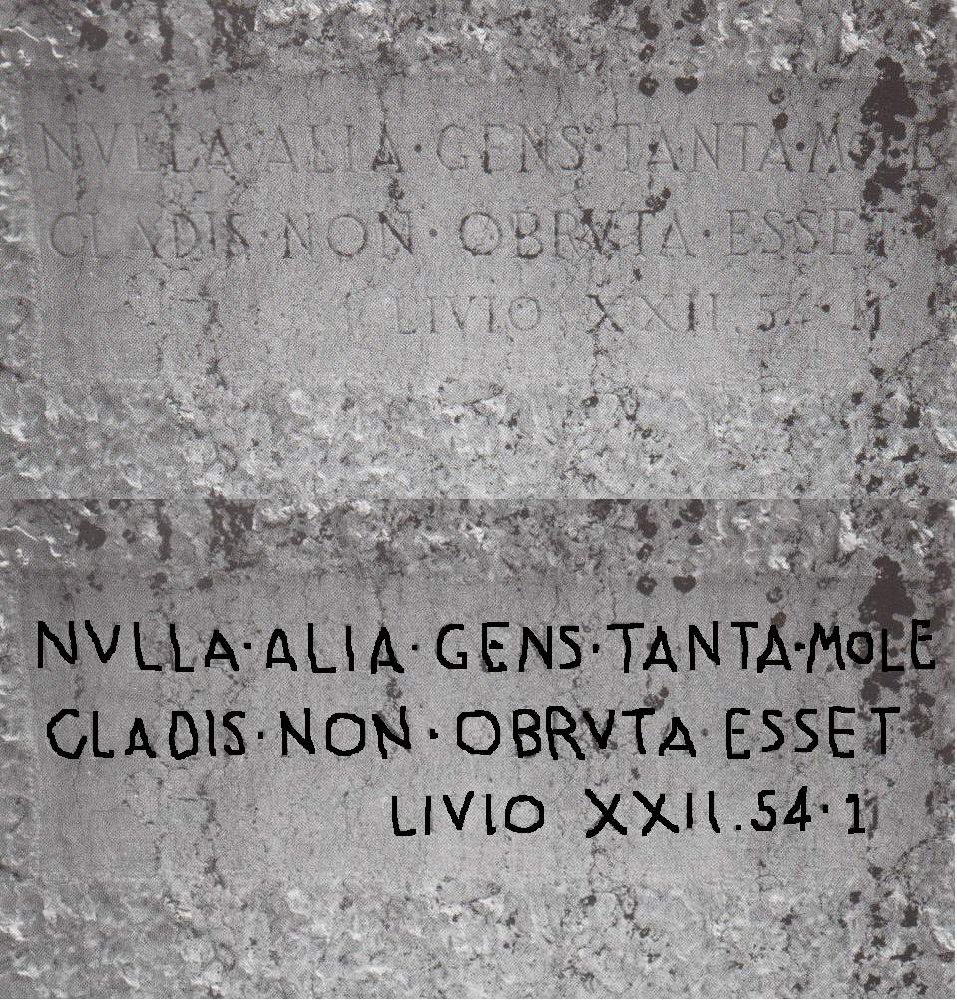 NVLLA·ALIA·GENS·TANTA·MOLE
CLADIS·NON·OBRVTA·ESSET
LIVIO XXII.54·1
NVLLA·ALIA·GENS·TANTA·MOLE
CLADIS·NON·OBRVTA ESSET
LIVIO XXII.54·1